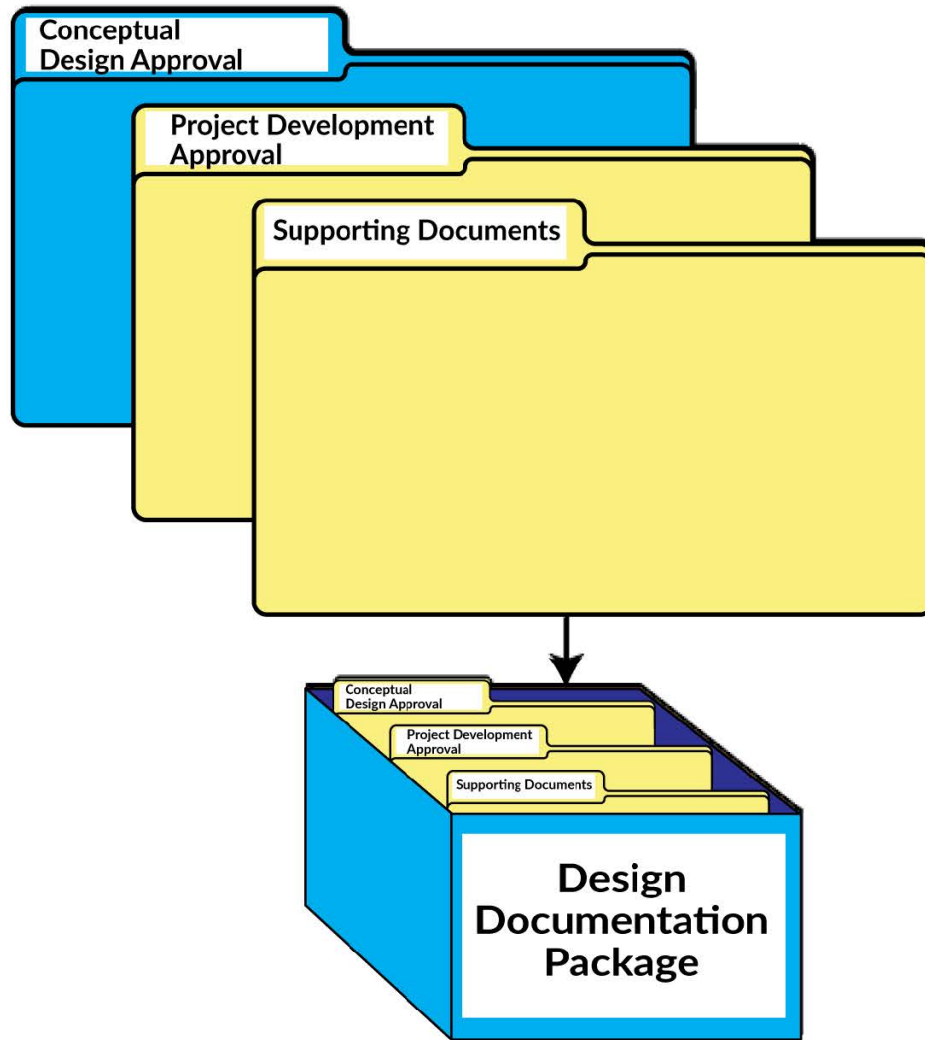 Conceptual
Design Approval
Project Development
Approval
Supporting Documents
Conceptual
Design Approval
Project Development
Approval
Supporting Documents
Design
Documentation
Package